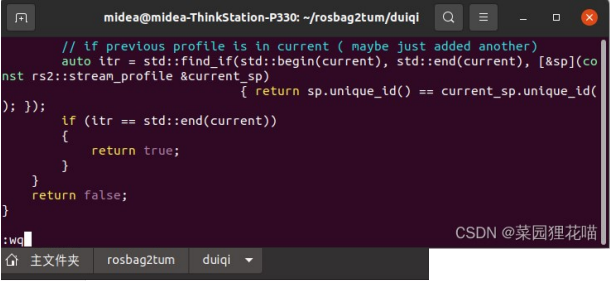 midea@midea-ThinkStation-P330: ~/rosbag2tum/duiqi
// if previous profile is in current ( maybe just added another)
auto itr = std::find_if(std::begin(current), std::end(current), [&sp](co
nst rs2::stream_profile &current_sp)
{ return sp.unique_id() == current_sp.unique_id(
); });
if (itr == std::end(current))
{
return true;
}
}
return false;
}
:wq
CSDN @菜园狸花喵
主文件夹 rosbag2tum duiqi